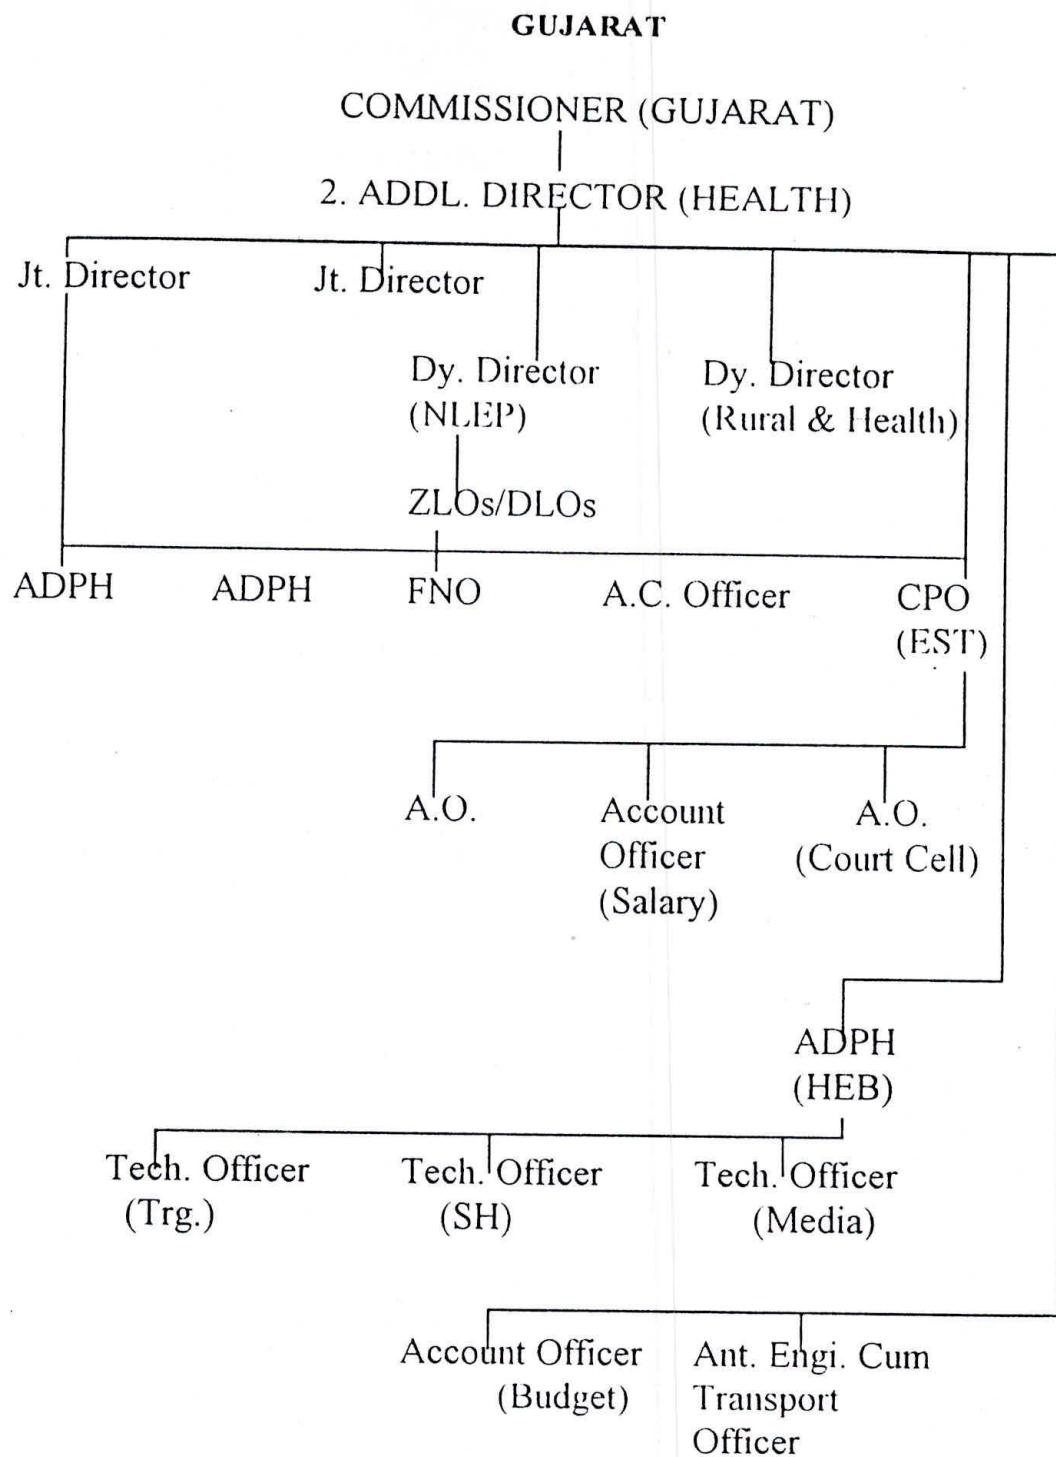 GUJARAT
COMMISSIONER (GUJARAT)
2. ADDL. DIRECTOR (HEALTH)
Jt. Director Jt. Director
Dy. Director Dy. Director
(NLEP) (Rural & Health)
ZLOs/DLOs
ADPH ADPH FNO A.C. Officer CPO
(EST)
A.O. Account A.O.
Officer (Court Cell)
(Salary)
ADPH
(HEB)
Tech. Officer Tech. Officer Tech. Officer
(Trg.) (SH) (Media)
Account Officer Ant. Engi. Cum
(Budget) Transport
Officer